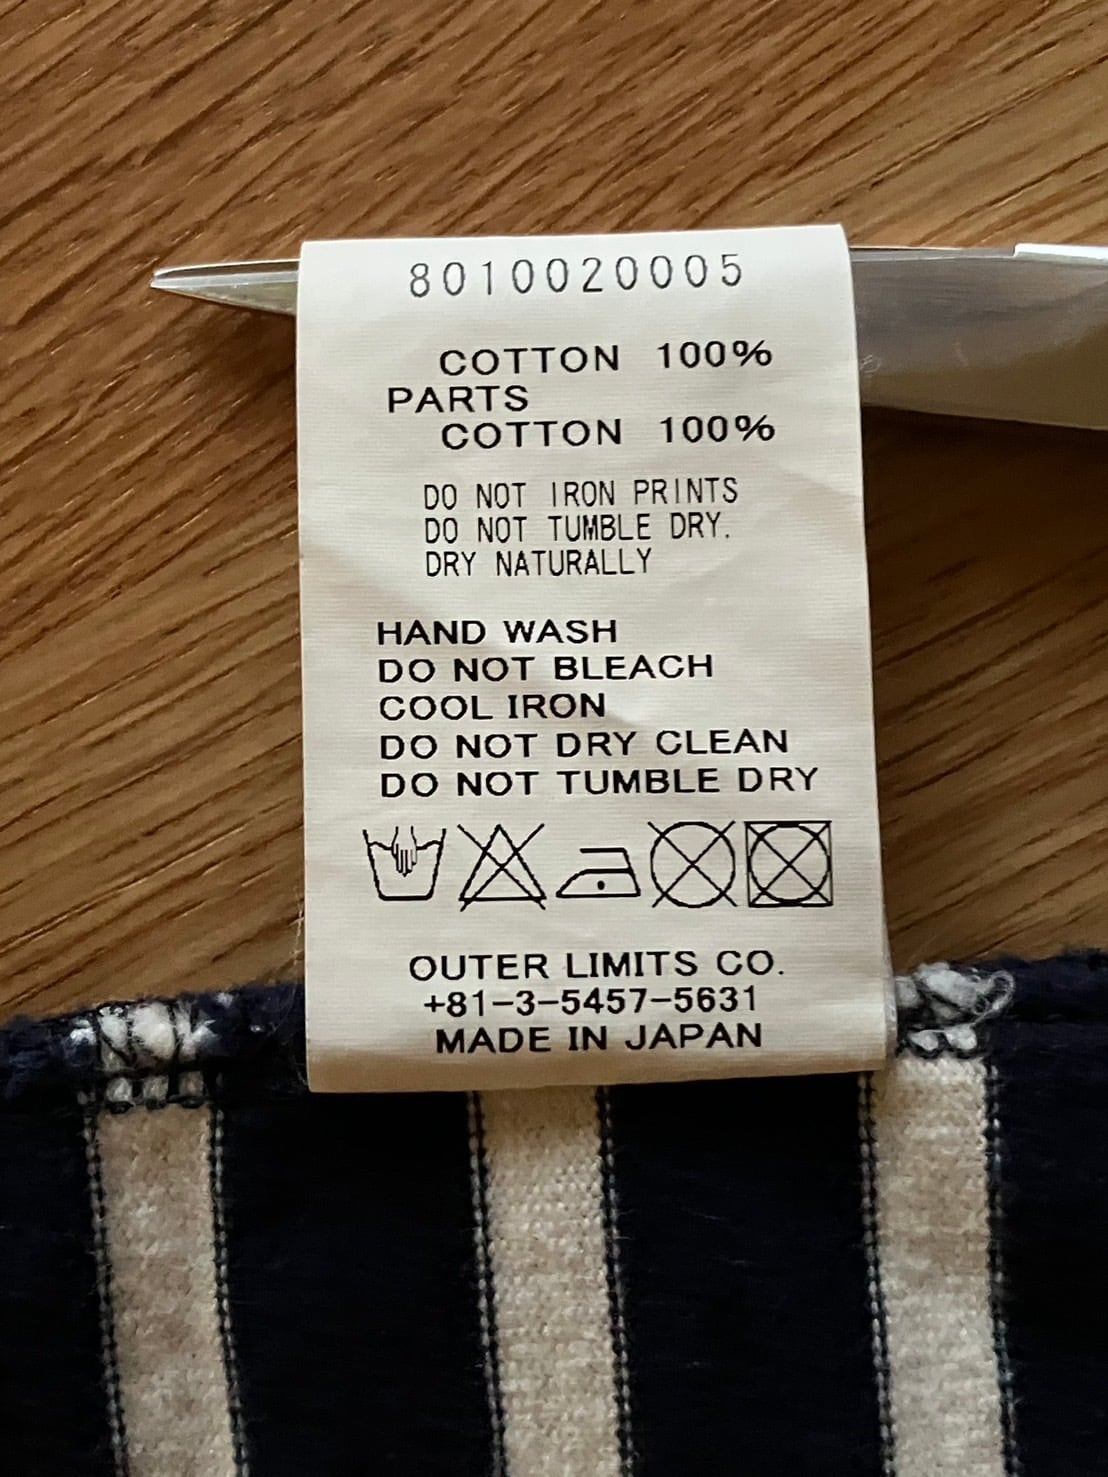 8010020005
COTTON 100%
PARTS
COTTON 100%
DO NOT IRON PRINTS
DO NOT TUMBLE DRY.
DRY NATURALLY
HAND WASH
DO NOT BLEACH
COOL IRON
DO NOT DRY CLEAN
DO NOT TUMBLE DRY
OUTER LIMITS CO.
+81-3-5457-5631
MADE IN JAPAN